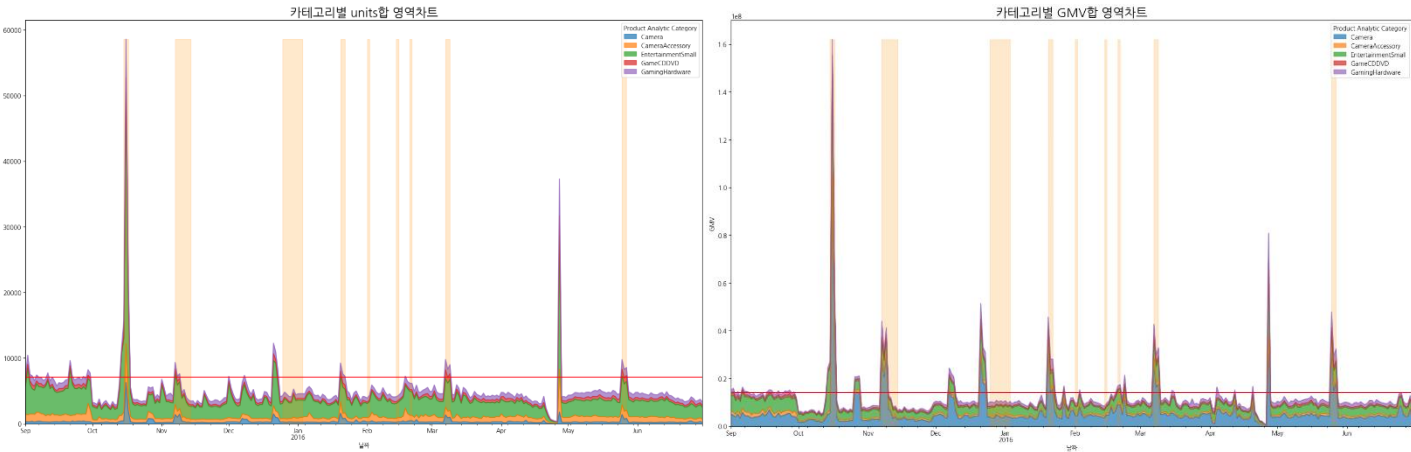 카테고리별 units합 영역차트
60000
50000
40000
30000
20000
10000
0
Product Analytic Category
Camera
CameraAccessory
EntertainmentSmall
GameCDDVD
GamingHardware
Sep Oct Nov Dec Jan Feb Mar Apr May Jun
2016
날짜
카테고리별 GMV합 영역차트
1e8
1.6
1.4
1.2
1.0
0.8
0.6
0.4
0.2
0.0
GMV
Product Analytic Category
Camera
CameraAccessory
EntertainmentSmall
GameCDDVD
GamingHardware
Sep Oct Nov Dec Jan Feb Mar Apr May Jun
2016
날짜